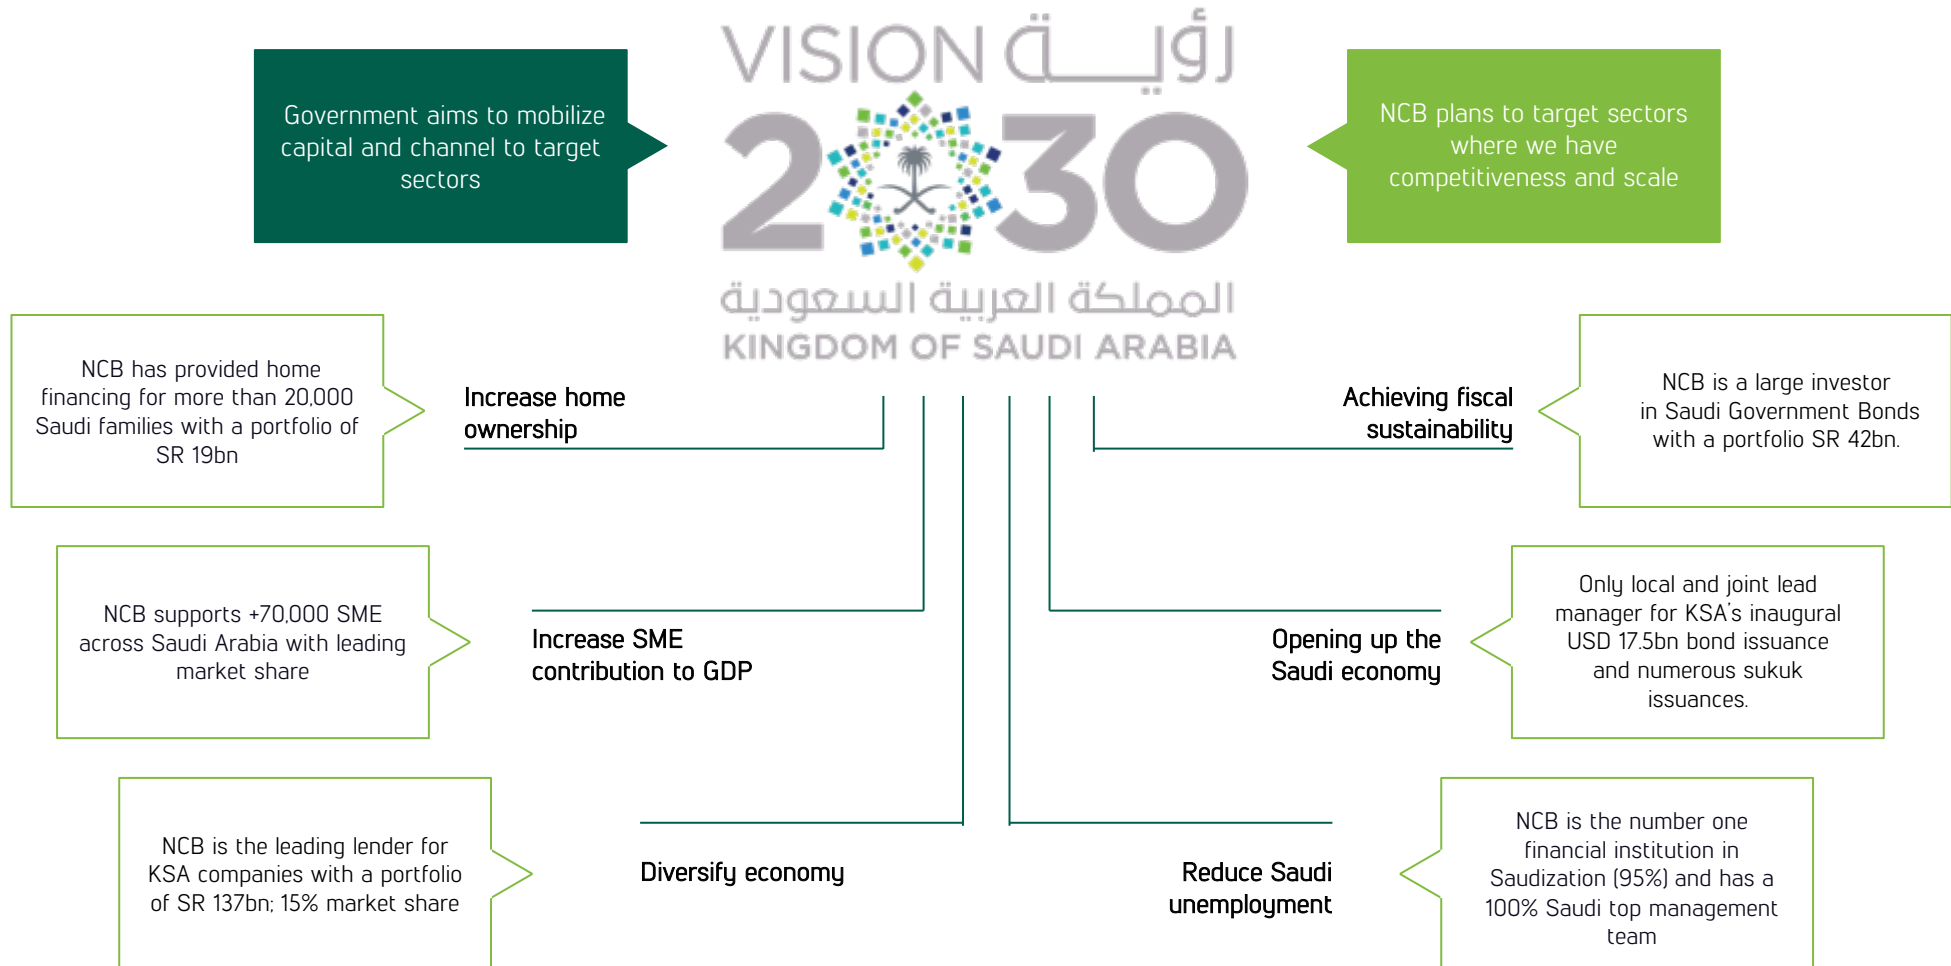 VISION رؤيــــة
2030
المملكة العربية السعودية
KINGDOM OF SAUDI ARABIA
Government aims to mobilize
capital and channel to target
sectors
NCB plans to target sectors
where we have
competitiveness and scale
NCB has provided home
financing for more than 20,000
Saudi families with a portfolio of
SR 19bn
Increase home
ownership
Achieving fiscal
sustainability
NCB is a large investor
in Saudi Government Bonds
with a portfolio SR 42bn.
NCB supports +70,000 SME
across Saudi Arabia with leading
market share
Increase SME
contribution to GDP
Opening up the
Saudi economy
Only local and joint lead
manager for KSA's inaugural
USD 17.5bn bond issuance
and numerous sukuk
issuances.
NCB is the leading lender for
KSA companies with a portfolio
of SR 137bn; 15% market share
Diversify economy
Reduce Saudi
unemployment
NCB is the number one
financial institution in
Saudization (95%) and has a
100% Saudi top management
team